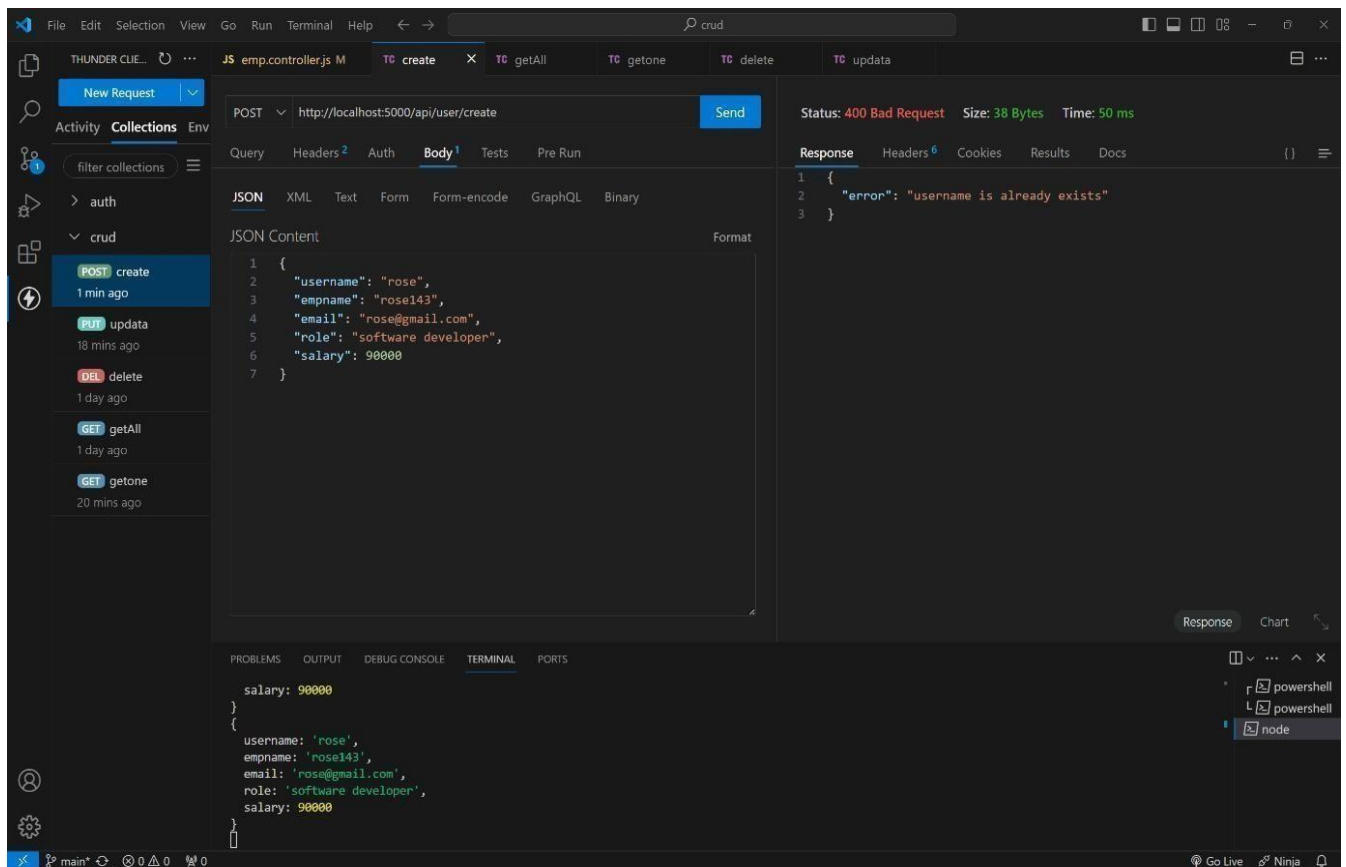 File Edit Selection View Go Run Terminal Help crud
THUNDER CLIE... JS emp.controller.js M TC create TC getAll TC getone TC delete TC updata
New Request
Activity Collections Env
filter collections
auth
crud
POST create
1 min ago
PUT updata
18 mins ago
DEL delete
1 day ago
GET getAll
1 day ago
GET getone
20 mins ago
POST http://localhost:5000/api/user/create Send
Query Headers 2 Auth Body 1 Tests Pre Run
JSON XML Text Form Form-encode GraphQL Binary
JSON Content Format
1 {
2 "username": "rose",
3 "empname": "rose143",
4 "email": "rose@gmail.com",
5 "role": "software developer",
6 "salary": 90000
7 }
Status: 400 Bad Request Size: 38 Bytes Time: 50 ms
Response Headers 6 Cookies Results Docs {}
1 {
2 "error": "username is already exists"
3 }
Response Chart
PROBLEMS OUTPUT DEBUG CONSOLE TERMINAL PORTS
salary: 90000
}
{
username: 'rose',
empname: 'rose143',
email: 'rose@gmail.com',
role: 'software developer',
salary: 90000
}
powershell
powershell
node
1
main* 0 0 0 Go Live Ninja